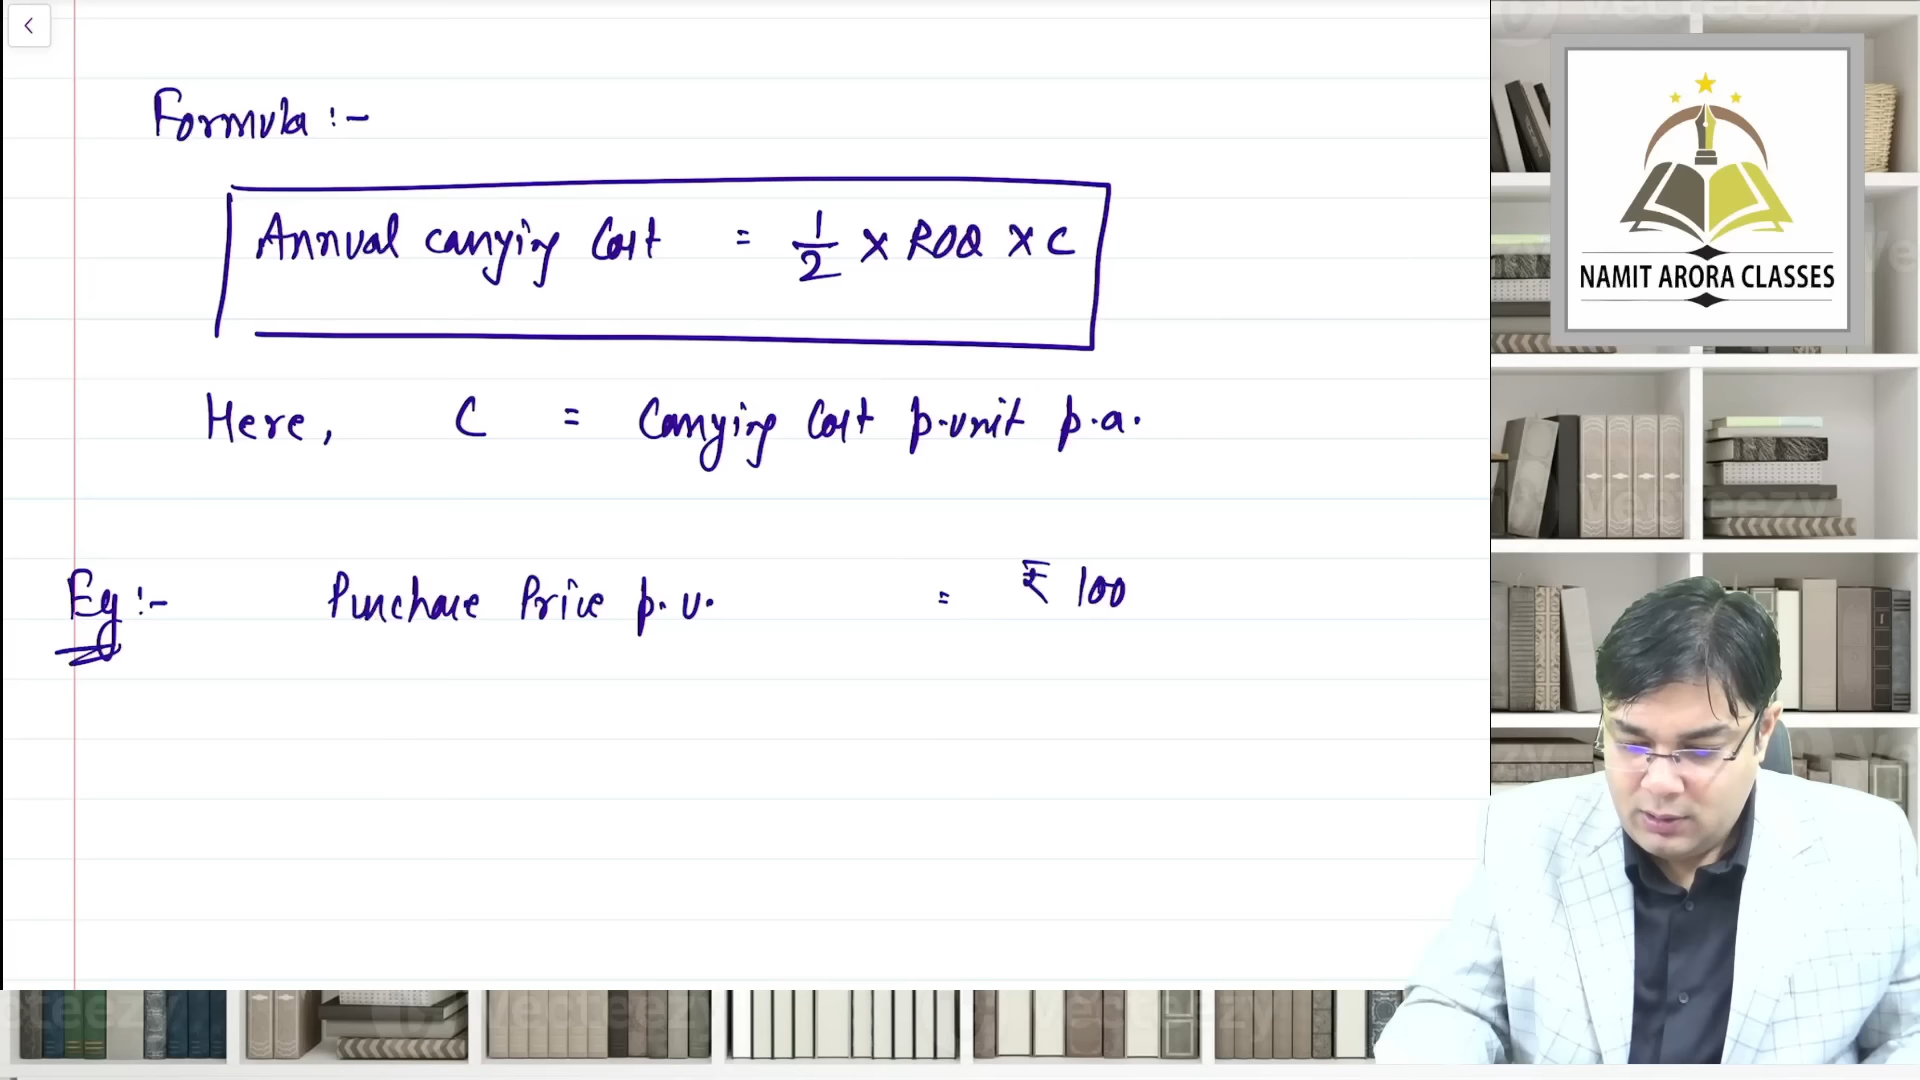 Formula :-
Annual carrying Cost = 1/2 x ROQ x C
Here, C = Carrying Cost p.unit p.a.
Eg :- Purchase Price p.u. = ₹ 100
NAMIT ARORA CLASSES